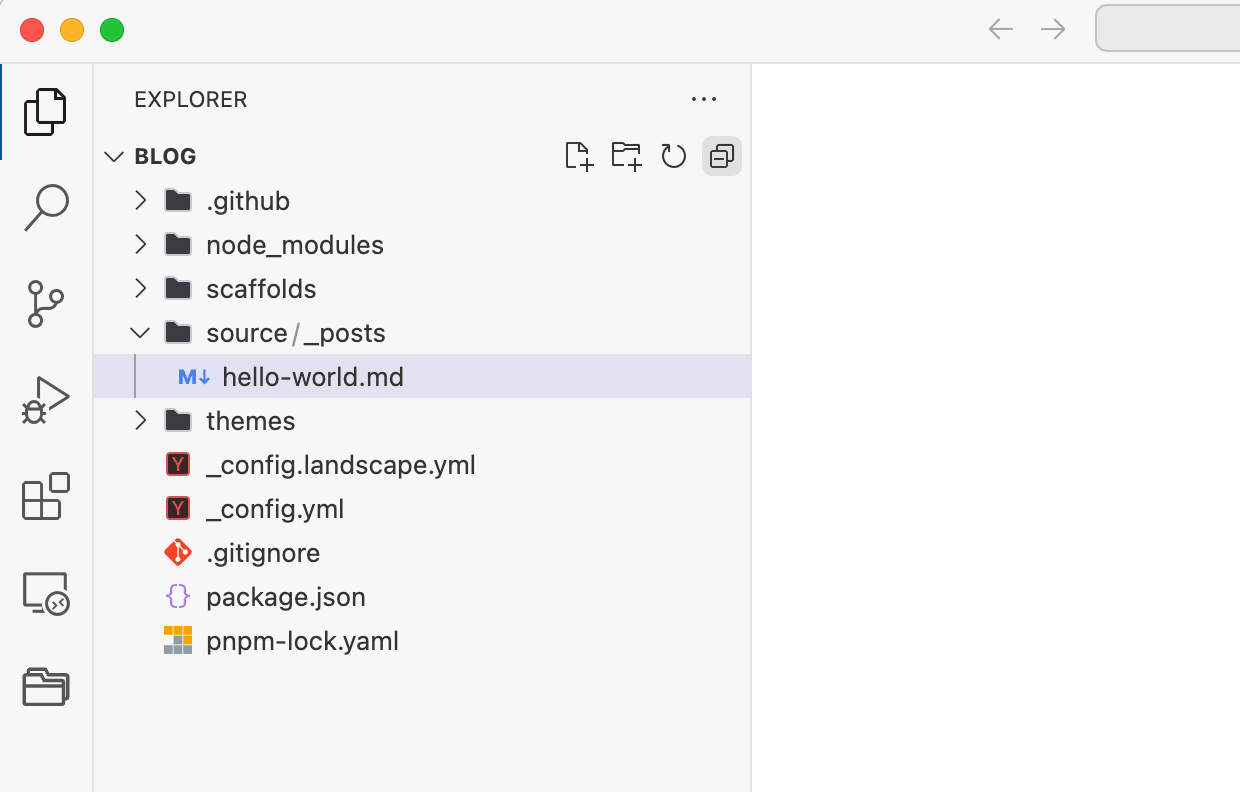 EXPLORER
BLOG
.github
node_modules
scaffolds
source/_posts
M hello-world.md
themes
Y _config.landscape.yml
Y _config.yml
.gitignore
{} package.json
pnpm-lock.yaml